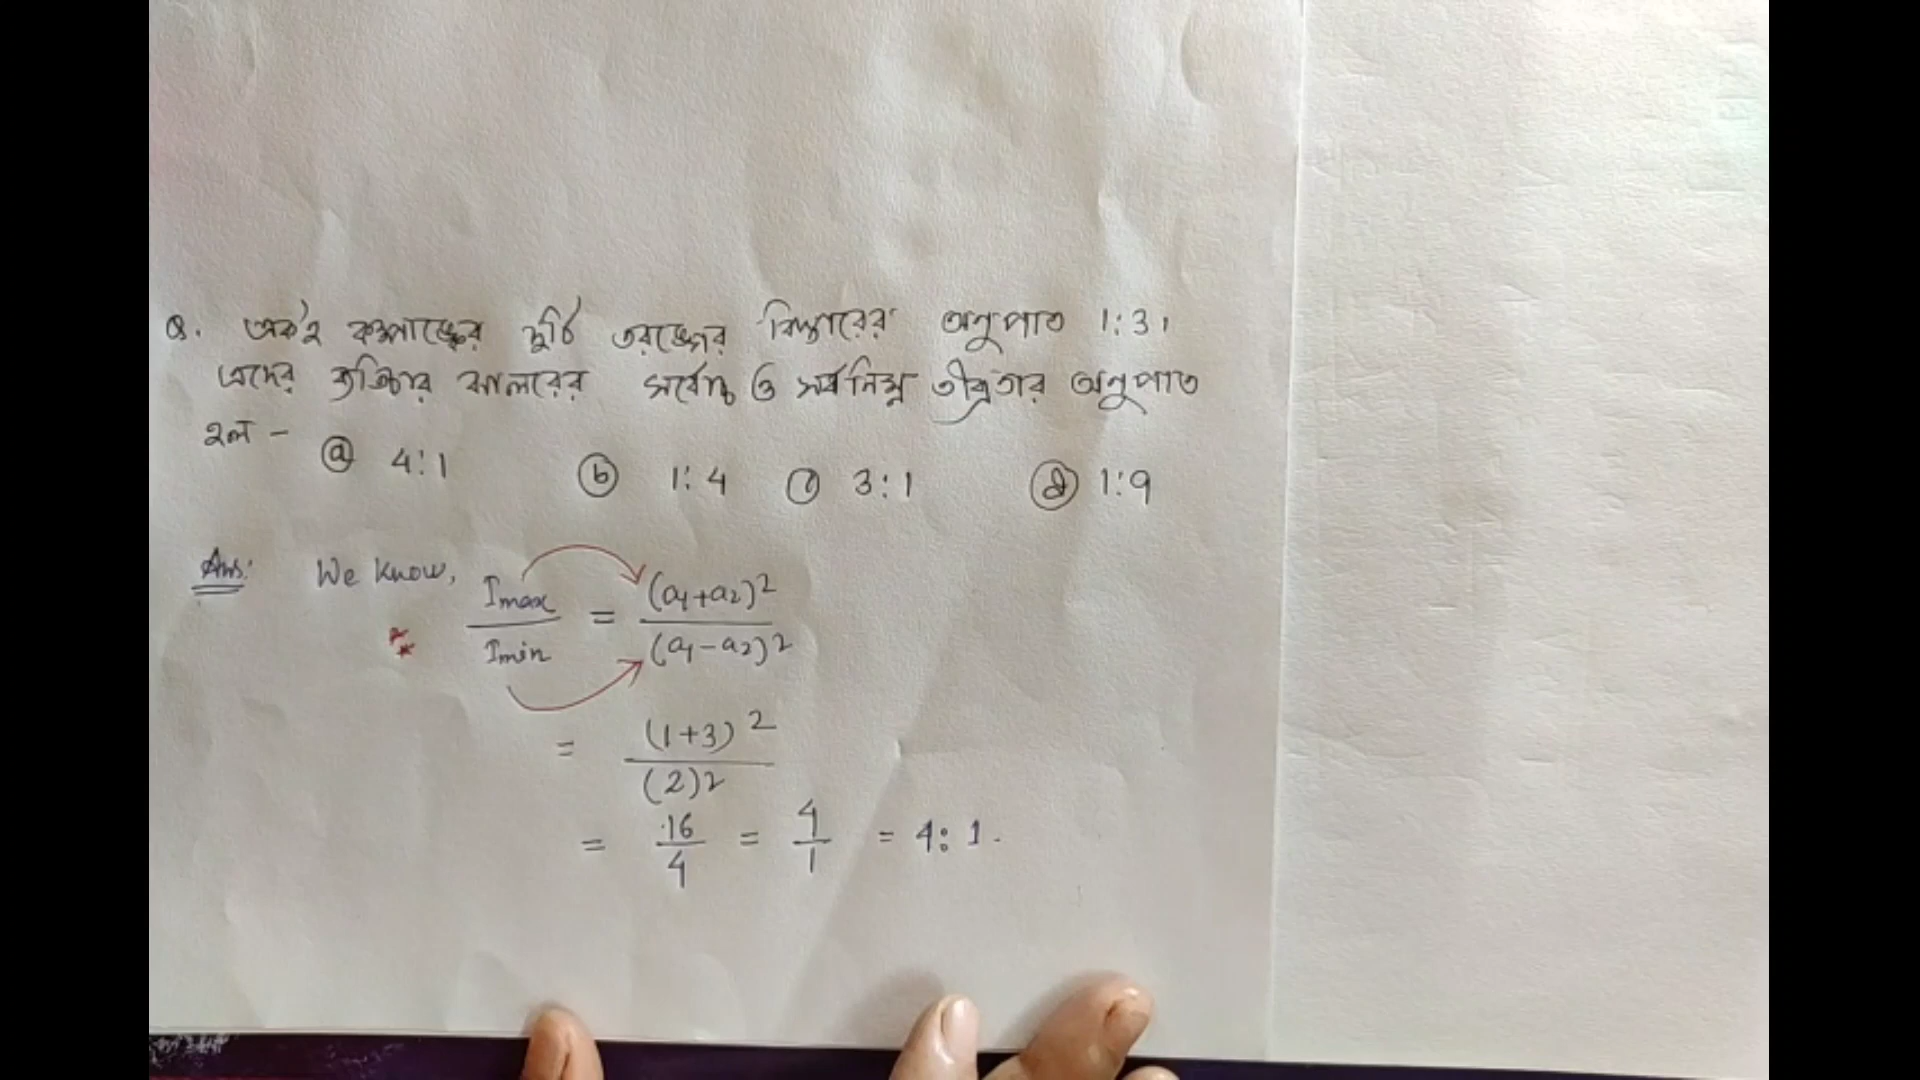 Q. একই কম্পাঙ্কের দুটি তরঙ্গের বিস্তারের অনুপাত 1:3।
এদের ব্যতিচার ঝালরের সর্বোচ্চ ও সর্বনিম্ন তীব্রতার অনুপাত
হল - ⓐ 4:1 ⓑ 1:4 ⓒ 3:1 ⓓ 1:9
Ans: We know, Imax/Imin = (a1+a2)²/(a1-a2)²
= (1+3)²/(2)²
= 16/4 = 4/1 = 4:1.